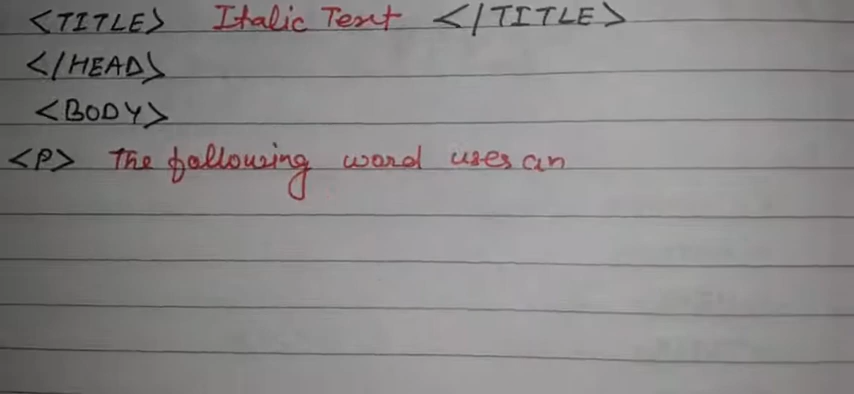 <TITLE> Italic Text </TITLE>
</HEAD>
<BODY>
<P> The following word uses an